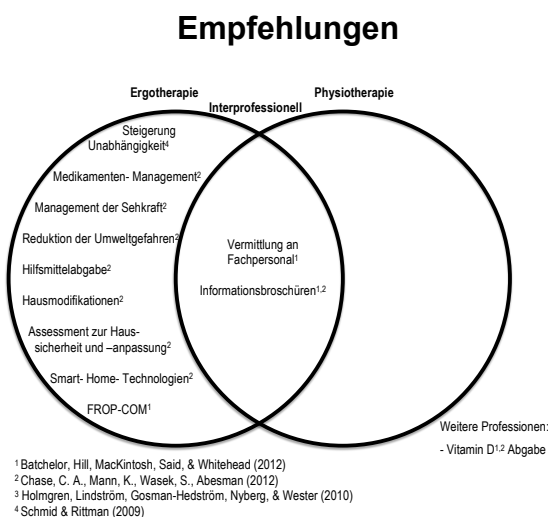 Empfehlungen
Ergotherapie
Interprofessionell
Physiotherapie
Steigerung
Unabhängigkeit⁴
Medikamenten- Management²
Management der Sehkraft²
Reduktion der Umweltgefahren²
Hilfsmittelabgabe²
Hausmodifikationen²
Assessment zur Haus-
sicherheit und –anpassung²
Smart- Home- Technologien²
FROP-COM¹
Vermittlung an
Fachpersonal¹
Informationsbroschüren¹,²
Weitere Professionen:
- Vitamin D¹,² Abgabe
¹ Batchelor, Hill, MacKintosh, Said, & Whitehead (2012)
² Chase, C. A., Mann, K., Wasek, S., Abesman (2012)
³ Holmgren, Lindström, Gosman-Hedström, Nyberg, & Wester (2010)
⁴ Schmid & Rittman (2009)